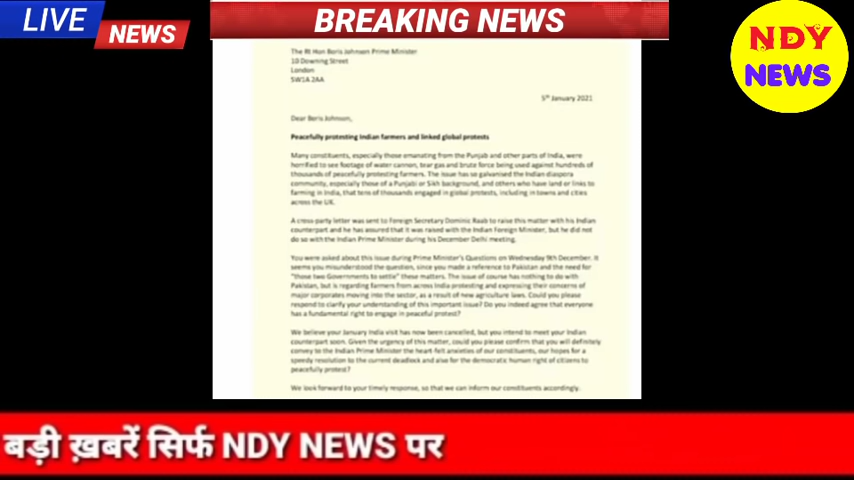 LIVE
NEWS
BREAKING NEWS
NDY
NEWS
The Rt Hon Boris Johnson Prime Minister
10 Downing Street
London
SW1A 2AA
5th January 2021
Dear Boris Johnson,
Peacefully protesting Indian farmers and linked global protests
Many constituents, especially those emanating from the Punjab and other parts of India, were
horrified to see footage of water cannon, tear gas and brute force being used against hundreds of
thousands of peacefully protesting farmers. The issue has so galvanised the Indian diaspora
community, especially those of a Punjabi or Sikh background, and others who have land or links to
farming in India, that tens of thousands engaged in global protests, including in towns and cities
across the UK.
A cross-party letter was sent to Foreign Secretary Dominic Raab to raise this matter with his Indian
counterpart and he has assured that it was raised with the Indian Foreign Minister, but he did not
do so with the Indian Prime Minister during his December Delhi meeting.
You were asked about this issue during Prime Minister's Questions on Wednesday 9th December. It
seems you misunderstood the question, since you made a reference to Pakistan and the need for
"those two Governments to settle" these matters. The issue of course has nothing to do with
Pakistan, but is regarding farmers from across India protesting and expressing their concerns of
major corporates moving into the sector, as a result of new agriculture laws. Could you please
respond to clarify your understanding of this important issue? Do you indeed agree that everyone
has a fundamental right to engage in peaceful protest?
We believe your January India visit has now been cancelled, but you intend to meet your Indian
counterpart soon. Given the urgency of this matter, could you please confirm that you will definitely
convey to the Indian Prime Minister the heart-felt anxieties of our constituents, our hopes for a
speedy resolution to the current deadlock and also for the democratic human right of citizens to
peacefully protest?
We look forward to your timely response, so that we can inform our constituents accordingly.
बड़ी ख़बरें सिर्फ NDY NEWS पर